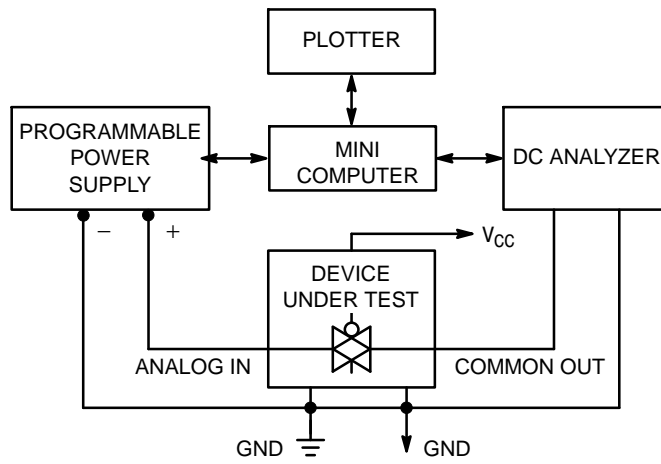 PLOTTER
PROGRAMMABLE
POWER
SUPPLY
MINI
COMPUTER
DC ANALYZER
− +
VCC
DEVICE
UNDER TEST
ANALOG IN
COMMON OUT
GND
GND